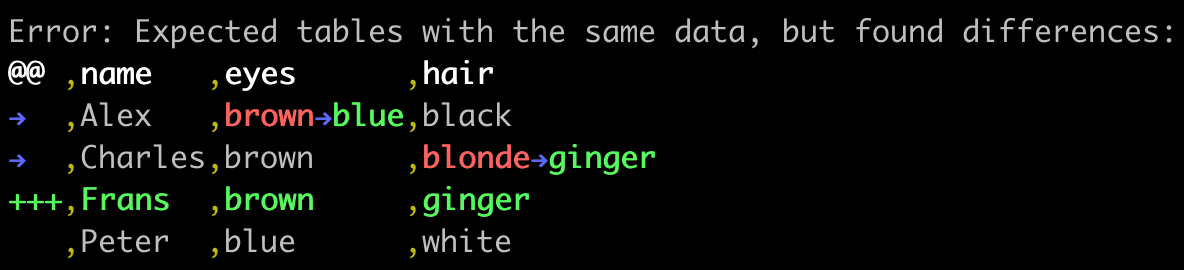 Error: Expected tables with the same data, but found differences:
@@ ,name   ,eyes      ,hair
→  ,Alex   ,brown→blue,black
→  ,Charles,brown     ,blonde→ginger
+++,Frans  ,brown     ,ginger
   ,Peter  ,blue      ,white